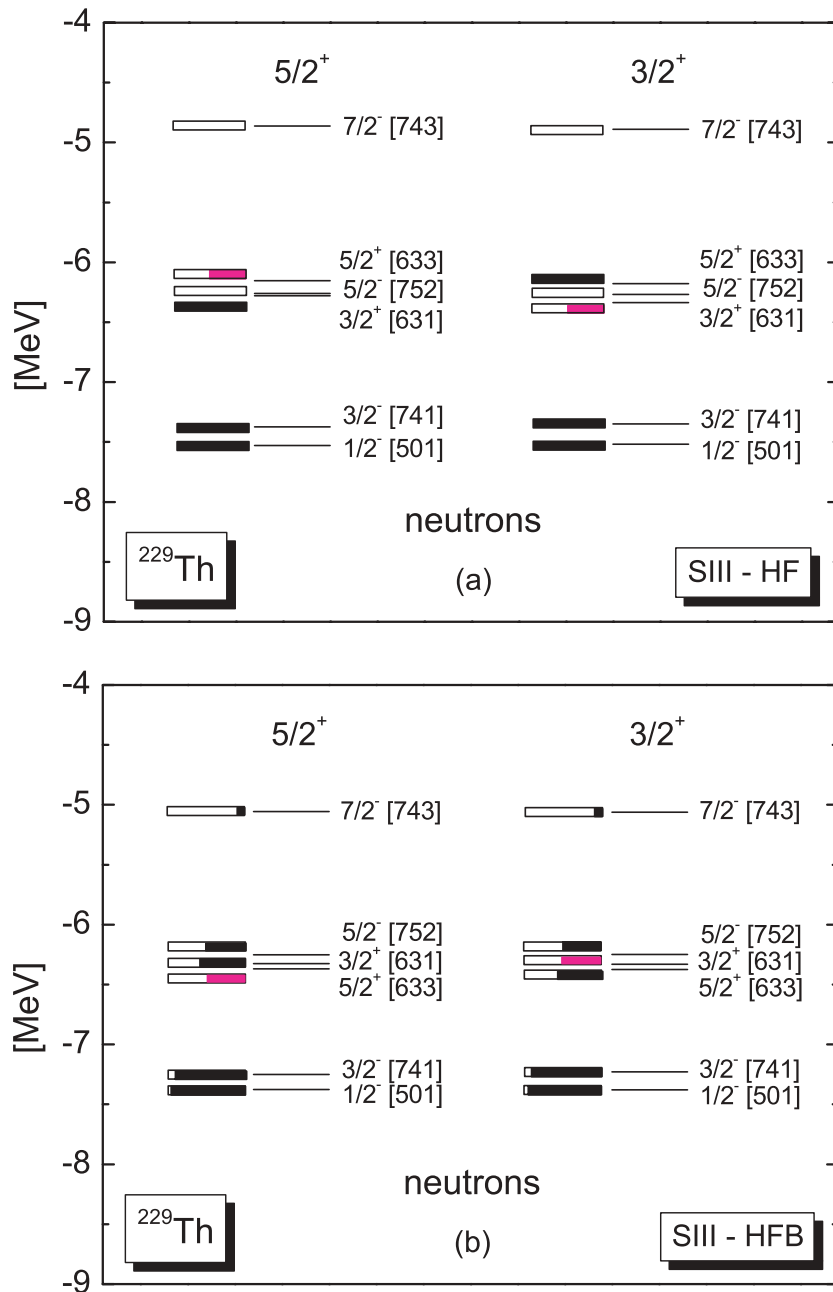 -4
5/2⁺ 3/2⁺
7/2⁻ [743] 7/2⁻ [743]
-5
5/2⁺ [633] 5/2⁺ [633]
-6
5/2⁻ [752] 5/2⁻ [752]
3/2⁺ [631] 3/2⁺ [631]
[MeV]
-7
3/2⁻ [741] 3/2⁻ [741]
1/2⁻ [501] 1/2⁻ [501]
-8
neutrons
²²⁹Th (a) SIII - HF
-9
-4
5/2⁺ 3/2⁺
-5
7/2⁻ [743] 7/2⁻ [743]
5/2⁻ [752] 5/2⁻ [752]
-6
3/2⁺ [631] 3/2⁺ [631]
5/2⁺ [633] 5/2⁺ [633]
[MeV]
-7
3/2⁻ [741] 3/2⁻ [741]
1/2⁻ [501] 1/2⁻ [501]
-8
neutrons
²²⁹Th (b) SIII - HFB
-9